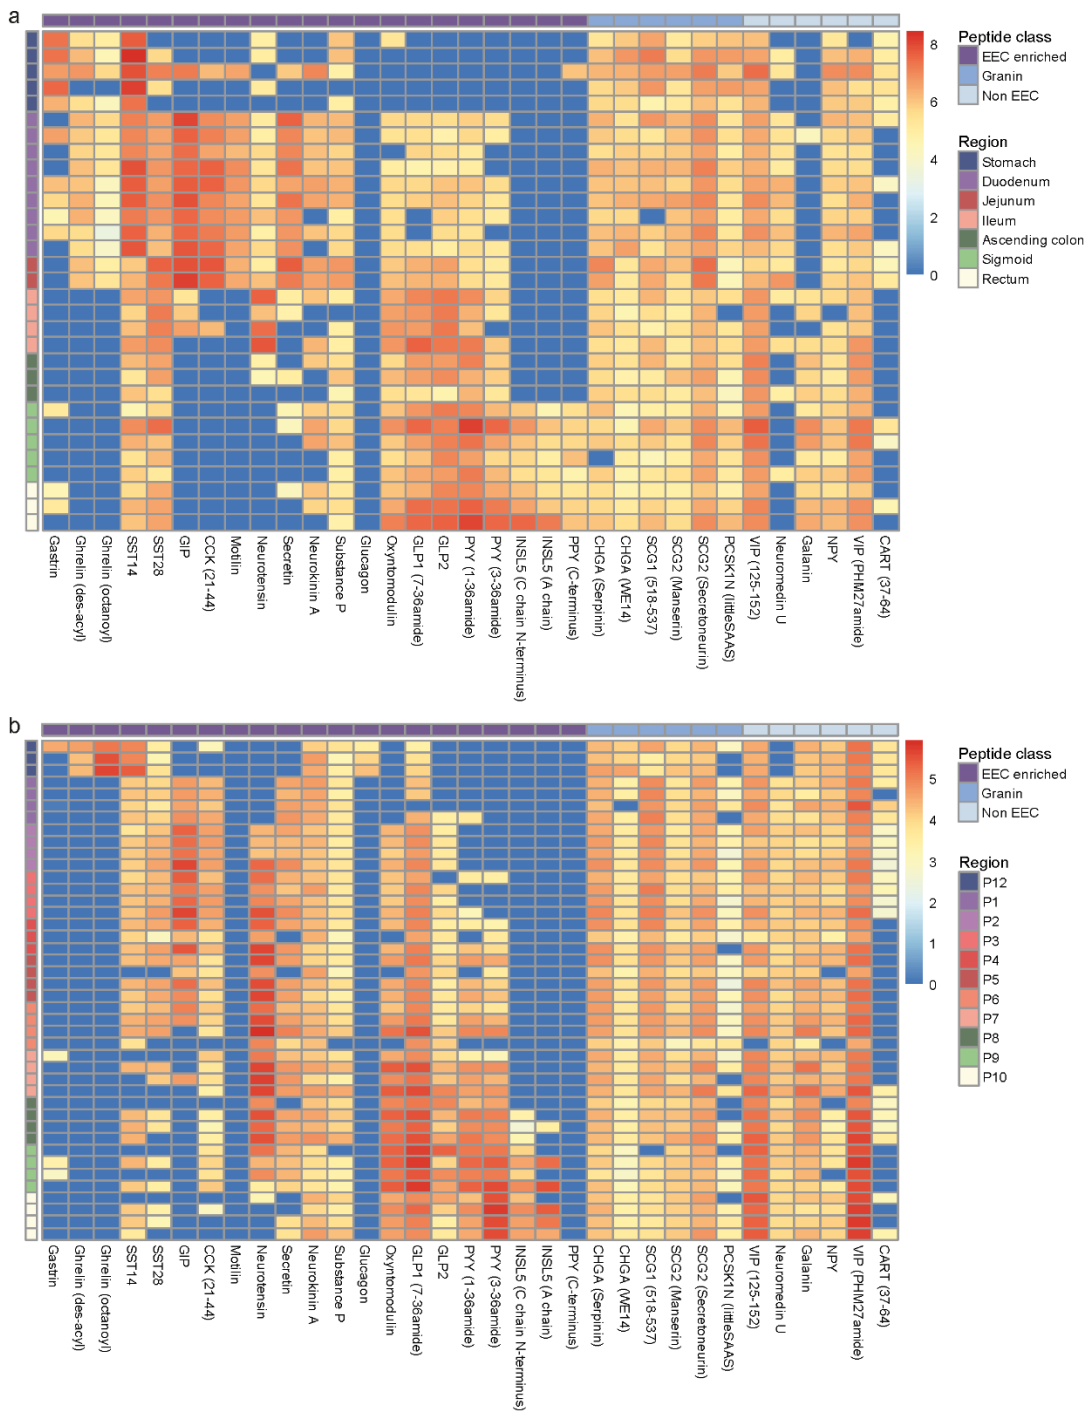 a
8
6
4
2
0
Peptide class
EEC enriched
Granin
Non EEC
Region
Stomach
Duodenum
Jejunum
Ileum
Ascending colon
Sigmoid
Rectum
Gastrin
Ghrelin (des-acyl)
Ghrelin (octanoyl)
SST14
SST28
GIP
CCK (21-44)
Motilin
Neurotensin
Secretin
Neurokinin A
Substance P
Glucagon
Oxyntomodulin
GLP1 (7-36amide)
GLP2
PYY (1-36amide)
PYY (3-36amide)
INSL5 (C chain N-terminus)
INSL5 (A chain)
PPY (C-terminus)
CHGA (Serpinin)
CHGA (WE14)
SCG1 (518-537)
SCG2 (Manserin)
SCG2 (Secretoneurin)
PCSK1N (littleSAAS)
VIP (125-152)
Neuromedin U
Galanin
NPY
VIP (PHM27amide)
CART (37-64)
b
5
4
3
2
1
0
Peptide class
EEC enriched
Granin
Non EEC
Region
P12
P1
P2
P3
P4
P5
P6
P7
P8
P9
P10
Gastrin
Ghrelin (des-acyl)
Ghrelin (octanoyl)
SST14
SST28
GIP
CCK (21-44)
Motilin
Neurotensin
Secretin
Neurokinin A
Substance P
Glucagon
Oxyntomodulin
GLP1 (7-36amide)
GLP2
PYY (1-36amide)
PYY (3-36amide)
INSL5 (C chain N-terminus)
INSL5 (A chain)
PPY (C-terminus)
CHGA (Serpinin)
CHGA (WE14)
SCG1 (518-537)
SCG2 (Manserin)
SCG2 (Secretoneurin)
PCSK1N (littleSAAS)
VIP (125-152)
Neuromedin U
Galanin
NPY
VIP (PHM27amide)
CART (37-64)